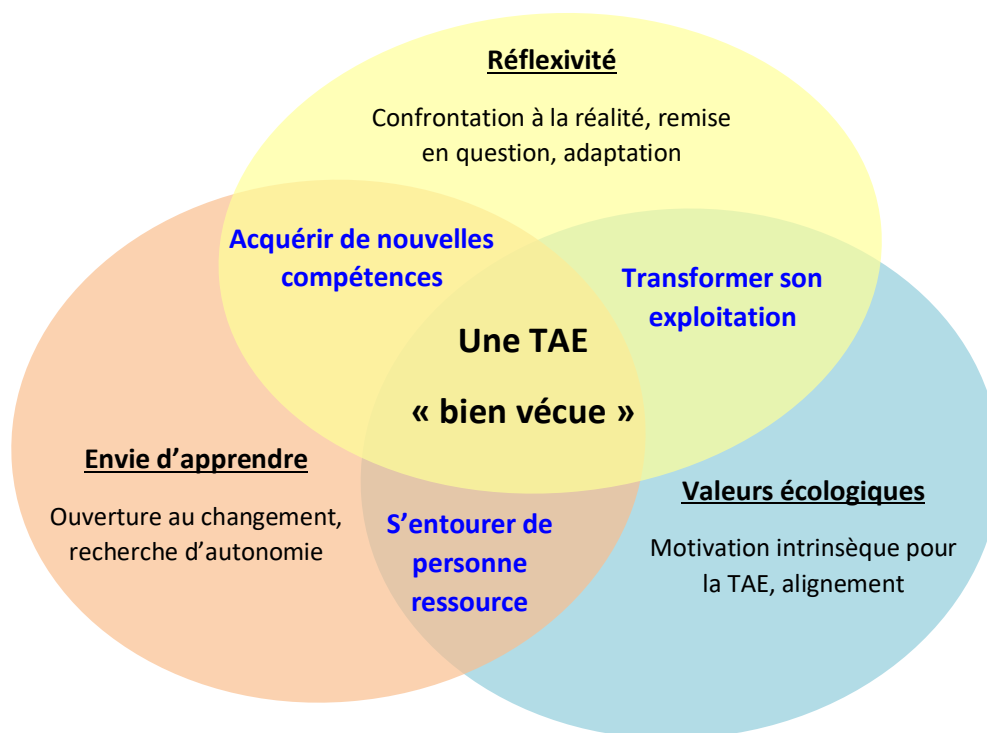 Réflexivité
Confrontation à la réalité, remise
en question, adaptation
Acquérir de nouvelles
compétences
Transformer son
exploitation
Une TAE
« bien vécue »
Envie d’apprendre
Ouverture au changement,
recherche d’autonomie
S’entourer de
personne
ressource
Valeurs écologiques
Motivation intrinsèque pour
la TAE, alignement